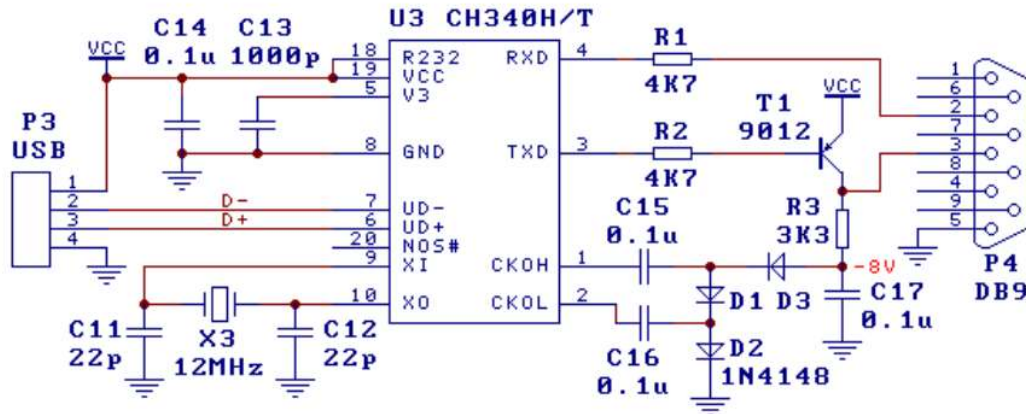 U3 CH340H/T
C14 C13
0.1u 1000p
VCC
18 R232
19 VCC
5 V3
8 GND
7 UD-
6 UD+
20 NOS#
9 XI
10 XO
RXD 4
TXD 3
CKOH 1
CKOL 2
R1
4K7
R2
4K7
T1
9012
VCC
P3
USB
1
2
3
4
D-
D+
C11
22p
X3
12MHz
C12
22p
C15
0.1u
C16
0.1u
D1 D3
D2
1N4148
R3
3K3
-8V
C17
0.1u
1
6
2
7
3
8
4
9
5
P4
DB9